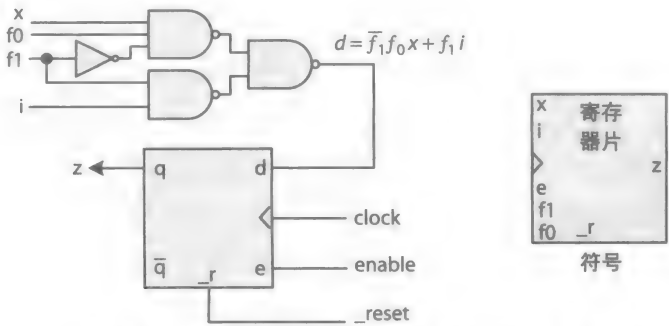 x
f0
f1
i
d = f̅₁f₀x + f₁i
z
q
d
clock
q̅
_r
e
enable
_reset
x
寄存
i
器片
z
e
f1
f0
_r
符号